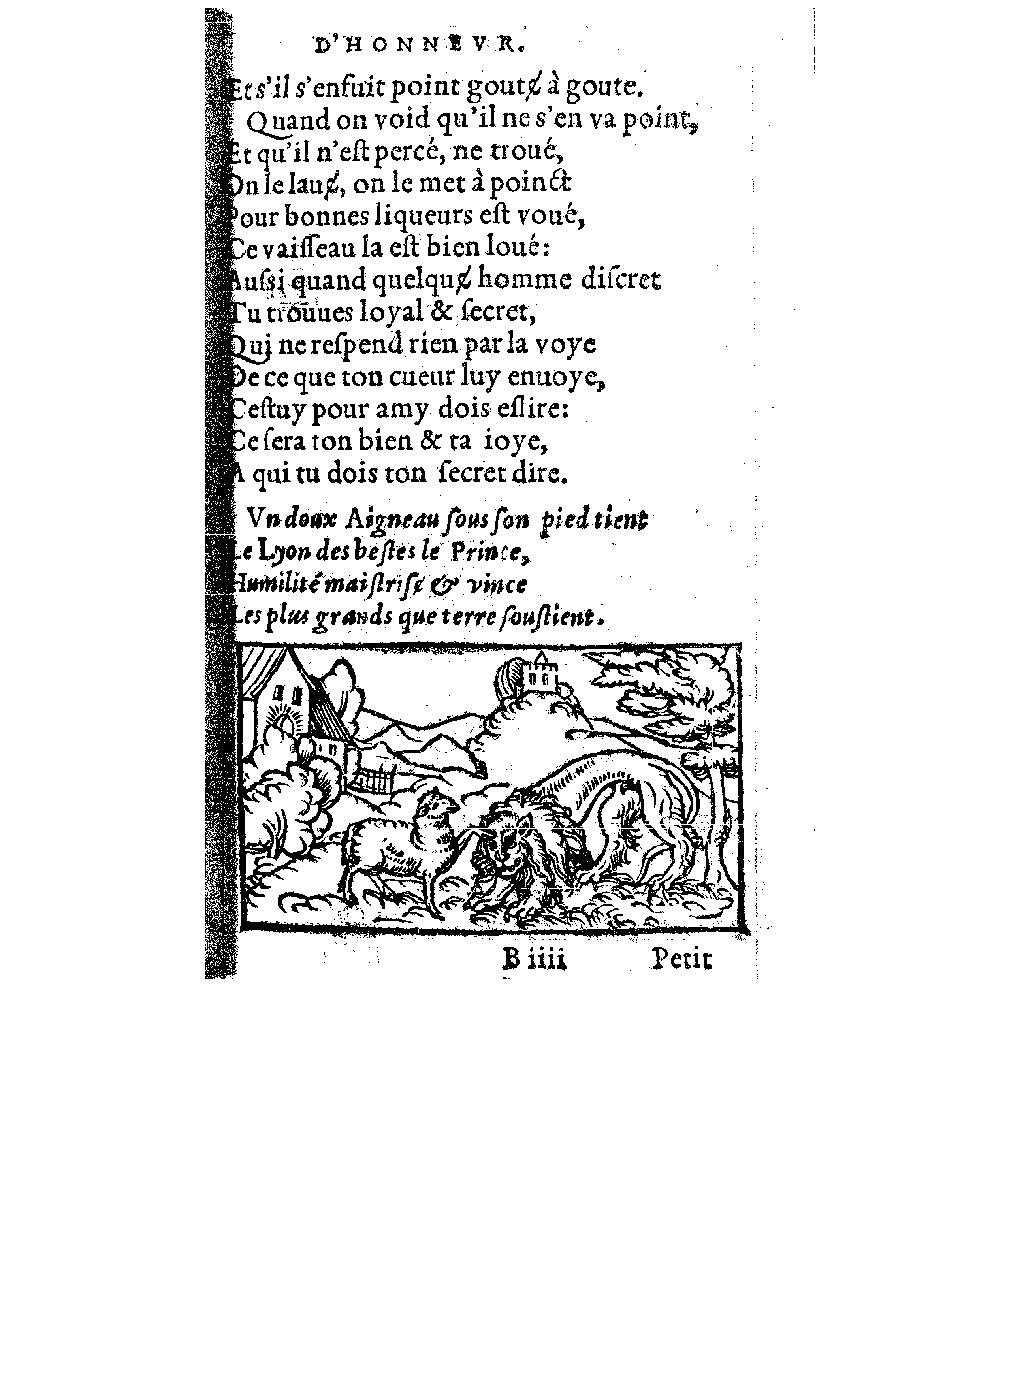 D'HONNEVR.
Et s'il s'enfuit point goutɇ à goute.
Quand on void qu'il ne s'en va point,
Et qu'il n'eſt percé, ne troué,
On le lauɇ, on le met à poinct
Pour bonnes liqueurs eſt voué,
Ce vaiſſeau la eſt bien loué:
Auſsi quand quelquɇ homme diſcret
Tu trouues loyal & ſecret,
Qui ne reſpend rien par la voye
De ce que ton cueur luy enuoye,
Ceſtuy pour amy dois eſlire:
Ce ſera ton bien & ta ioye,
A qui tu dois ton ſecret dire.
Vn doux Aigneau ſous ſon pied tient
Le Lyon des beſtes le Prince,
Humilité maiſtriſɇ & vince
Les plus grands que terre ſouſtient.
B iiii Petit